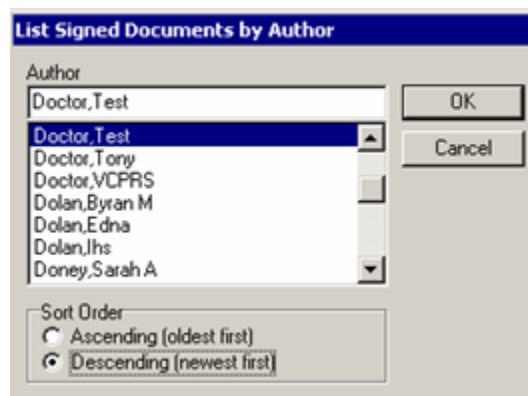 List Signed Documents by Author
Author
Doctor,Test
OK
Doctor,Test
Cancel
Doctor,Tony
Doctor,VCPRS
Dolan,Byran M
Dolan,Edna
Dolan,Ihs
Doney,Sarah A
Sort Order
Ascending (oldest first)
Descending (newest first)